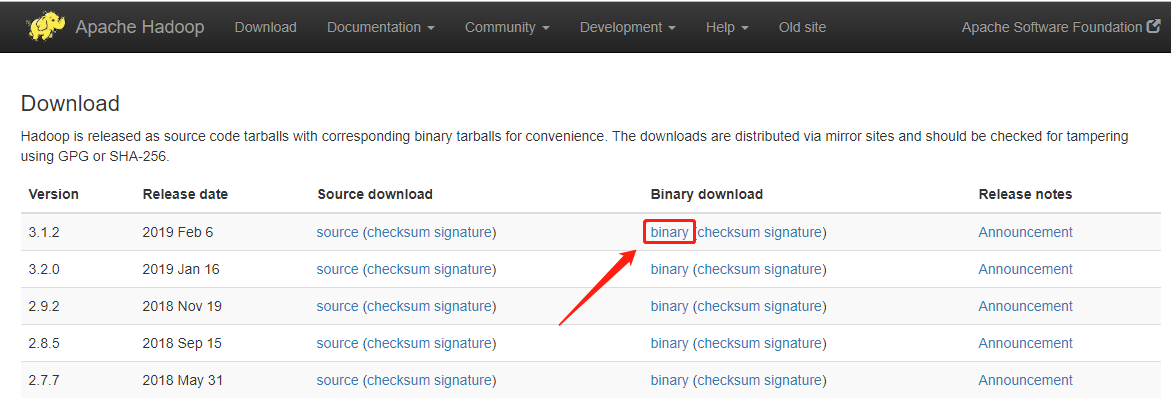 Apache Hadoop Download Documentation Community Development Help Old site Apache Software Foundation
Download
Hadoop is released as source code tarballs with corresponding binary tarballs for convenience. The downloads are distributed via mirror sites and should be checked for tampering
using GPG or SHA-256.
Version Release date Source download Binary download Release notes
3.1.2 2019 Feb 6 source (checksum signature) binary (checksum signature) Announcement
3.2.0 2019 Jan 16 source (checksum signature) binary (checksum signature) Announcement
2.9.2 2018 Nov 19 source (checksum signature) binary (checksum signature) Announcement
2.8.5 2018 Sep 15 source (checksum signature) binary (checksum signature) Announcement
2.7.7 2018 May 31 source (checksum signature) binary (checksum signature) Announcement